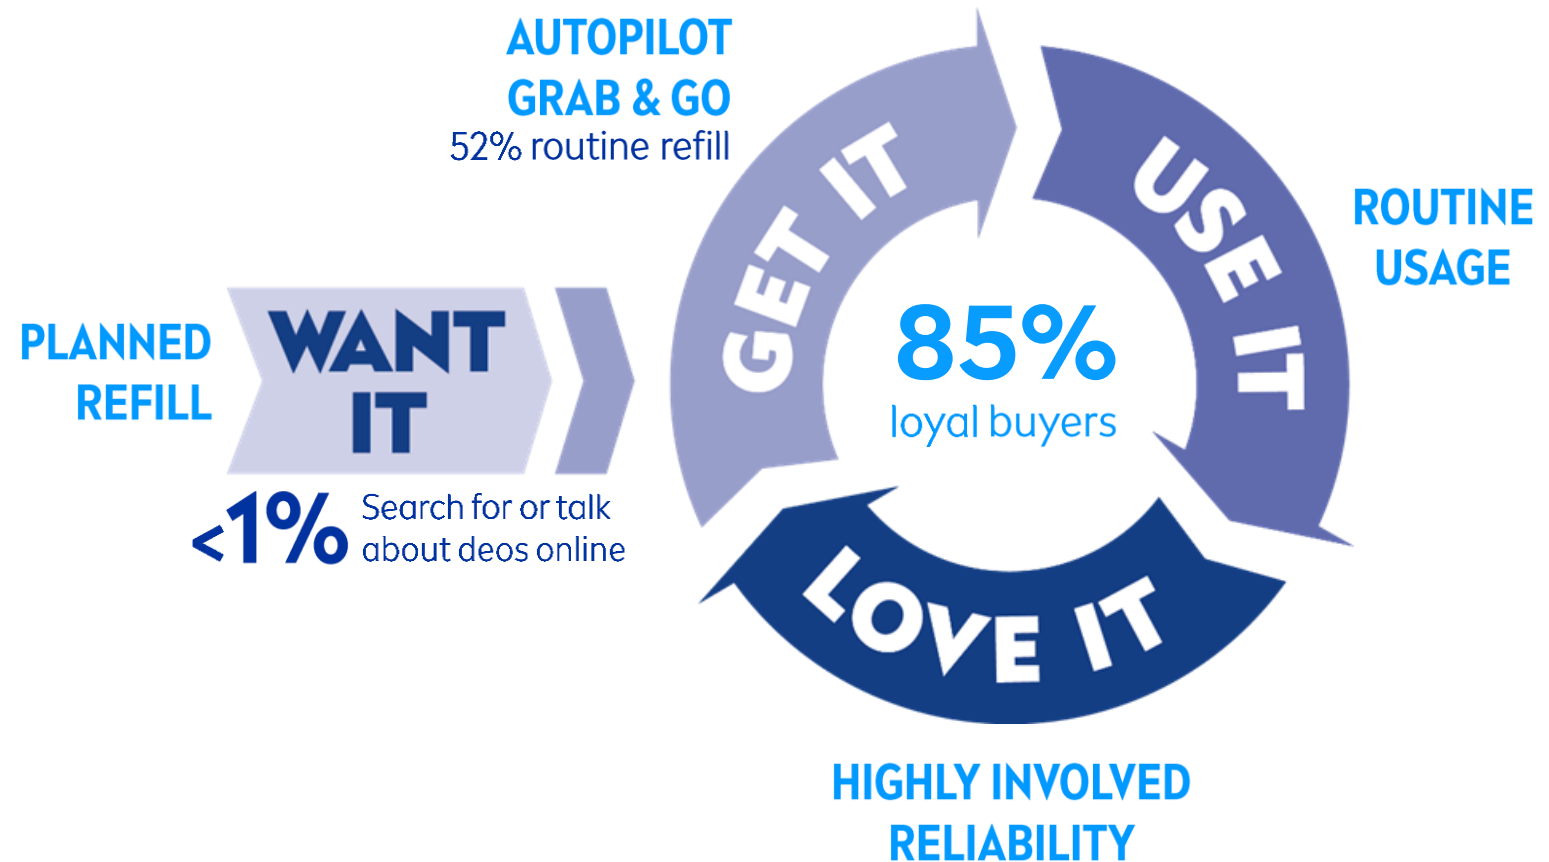 AUTOPILOT
GRAB & GO
52% routine refill
GET IT
USE IT
ROUTINE
USAGE
PLANNED
REFILL
WANT
IT
85%
loyal buyers
<1%
Search for or talk
about deos online
LOVE IT
HIGHLY INVOLVED
RELIABILITY